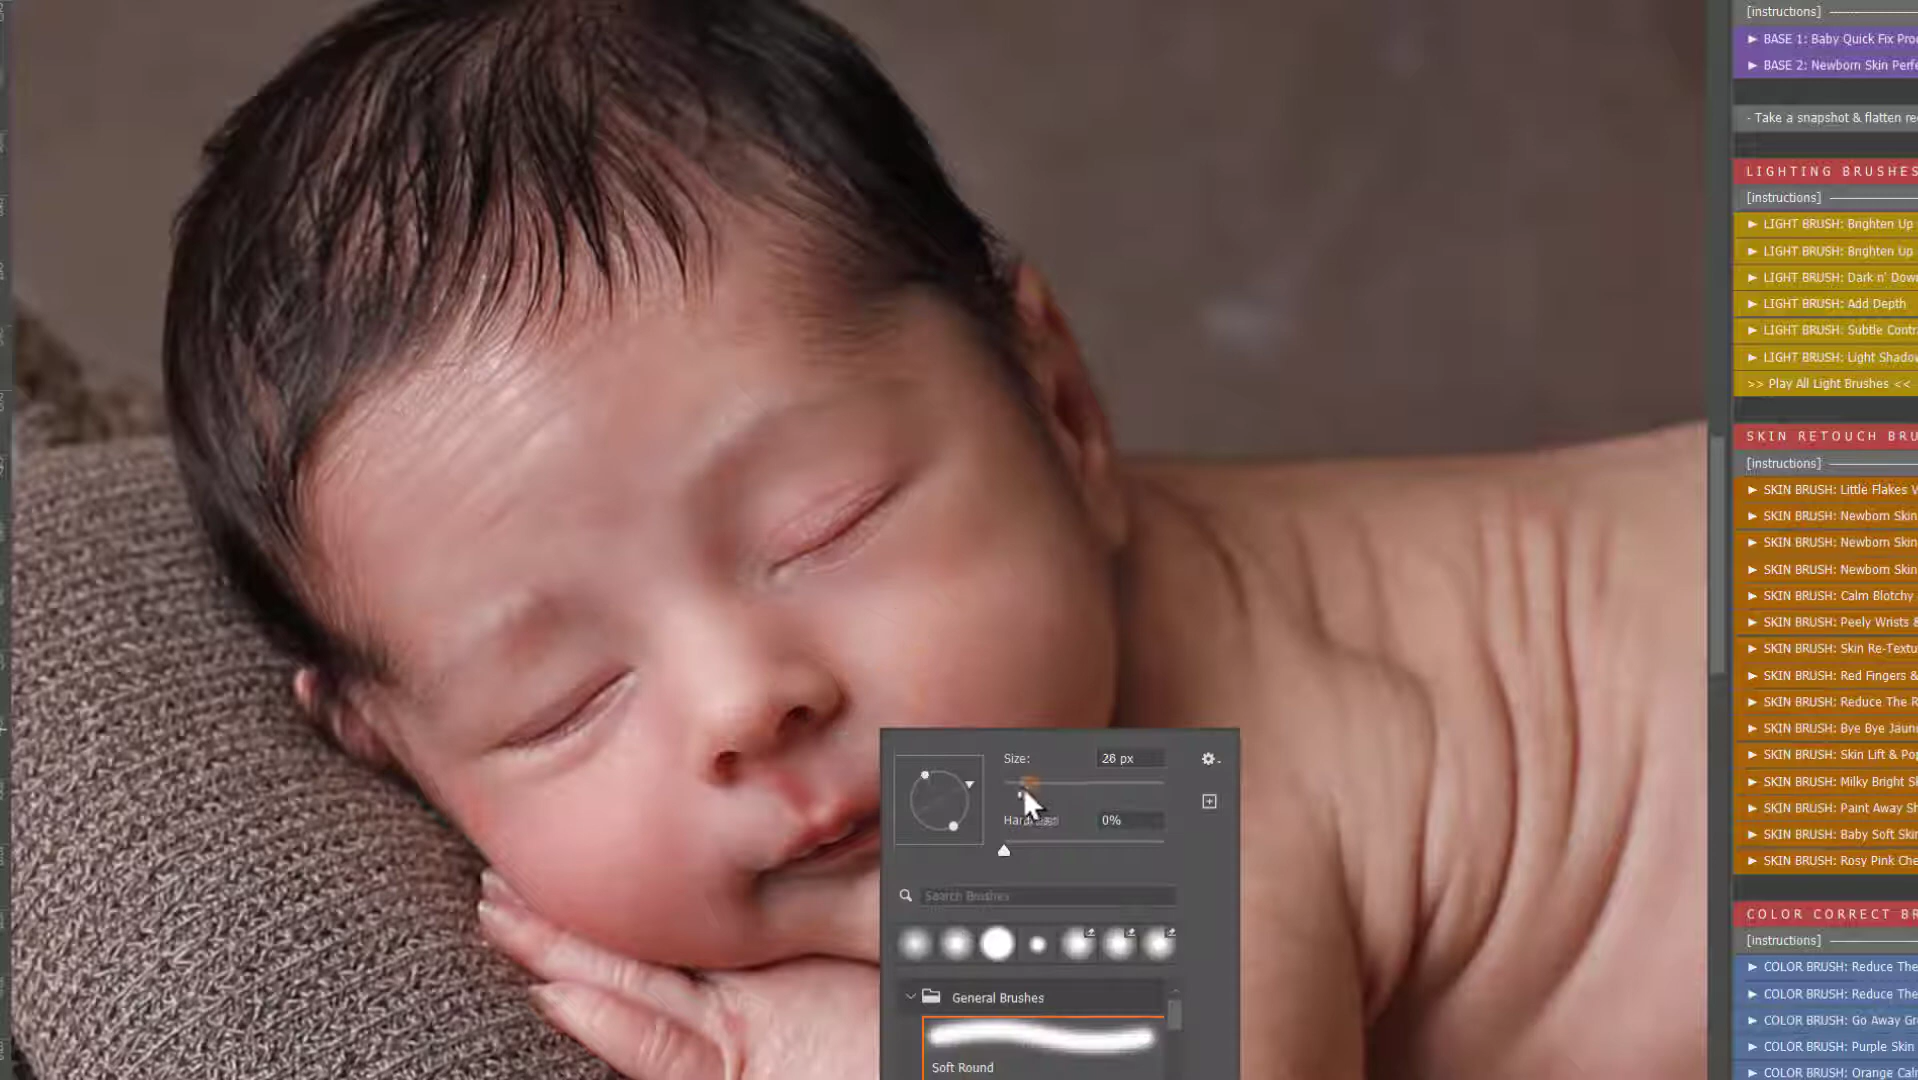 [instructions]
BASE 1: Baby Quick Fix Pro
BASE 2: Newborn Skin Perfe
- Take a snapshot & flatten re
LIGHTING BRUSHES
[instructions]
LIGHT BRUSH: Brighten Up
LIGHT BRUSH: Brighten Up
LIGHT BRUSH: Dark n' Dow
LIGHT BRUSH: Add Depth
LIGHT BRUSH: Subtle Contr
LIGHT BRUSH: Light Shadow
>> Play All Light Brushes <<
SKIN RETOUCH BRU
[instructions]
SKIN BRUSH: Little Flakes
SKIN BRUSH: Newborn Skin
SKIN BRUSH: Newborn Skin
SKIN BRUSH: Newborn Skin
SKIN BRUSH: Calm Blotchy
SKIN BRUSH: Peely Wrists &
SKIN BRUSH: Skin Re-Textu
SKIN BRUSH: Red Fingers &
SKIN BRUSH: Reduce The R
SKIN BRUSH: Bye Bye Jaun
SKIN BRUSH: Skin Lift & Po
SKIN BRUSH: Milky Bright S
SKIN BRUSH: Paint Away Sh
SKIN BRUSH: Baby Soft Skin
SKIN BRUSH: Rosy Pink Che
COLOR CORRECT BR
[instructions]
COLOR BRUSH: Reduce The
COLOR BRUSH: Reduce The
COLOR BRUSH: Go Away Gr
COLOR BRUSH: Purple Skin
COLOR BRUSH: Orange Cal
Size: 26 px
Hardness 0%
Search Brushes
General Brushes
Soft Round